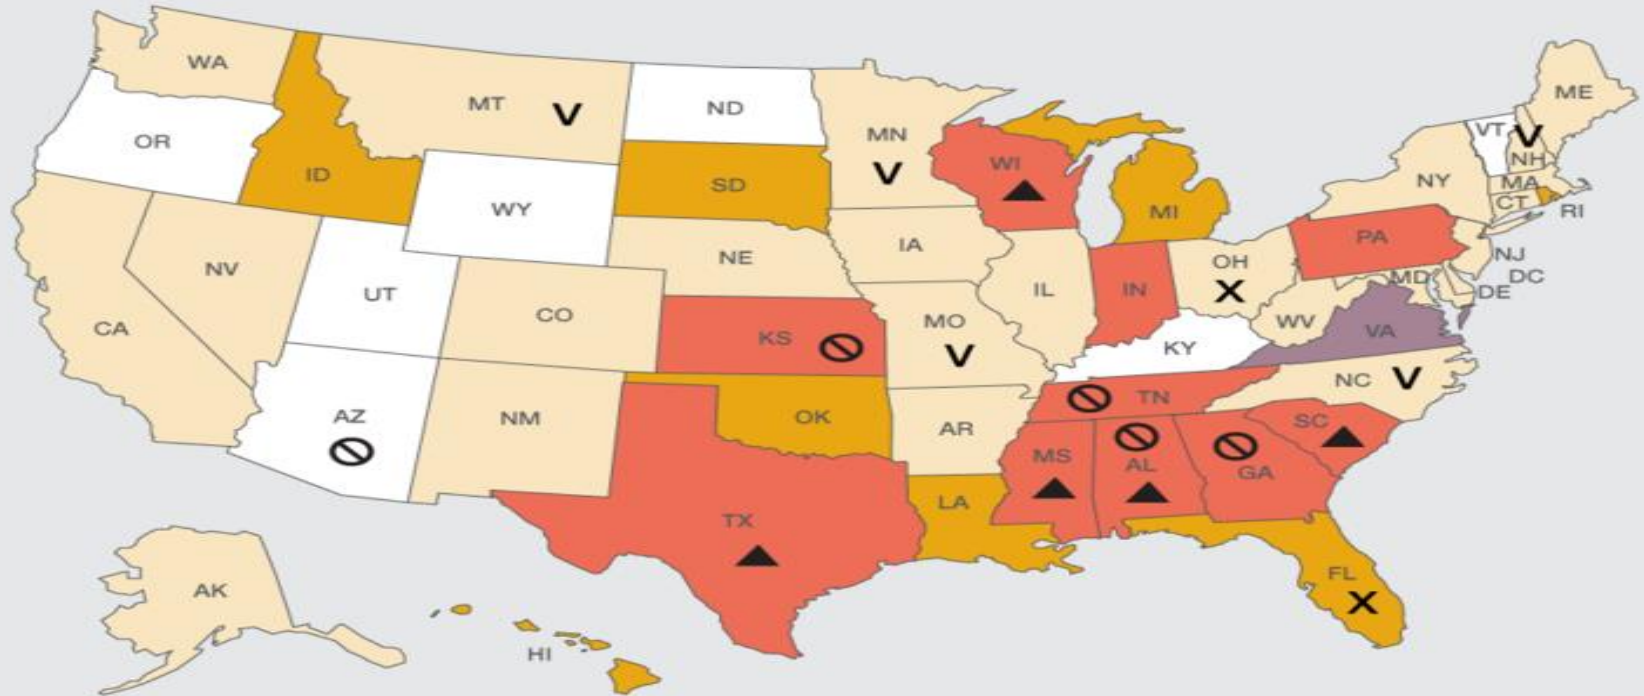 WA
MT V
ND
MN
V
ME
OR
ID
SD
WI
VT V
NH
WY
MI
NY
MA
CT
RI
NV
UT
NE
IA
PA
NJ
CA
CO
IL
IN
OH
X
MD
DC
DE
KS
MO
V
WV
VA
KY
AZ
NM
OK
AR
TN
NC V
SC
MS
AL
GA
TX
LA
AK
FL
X
HI